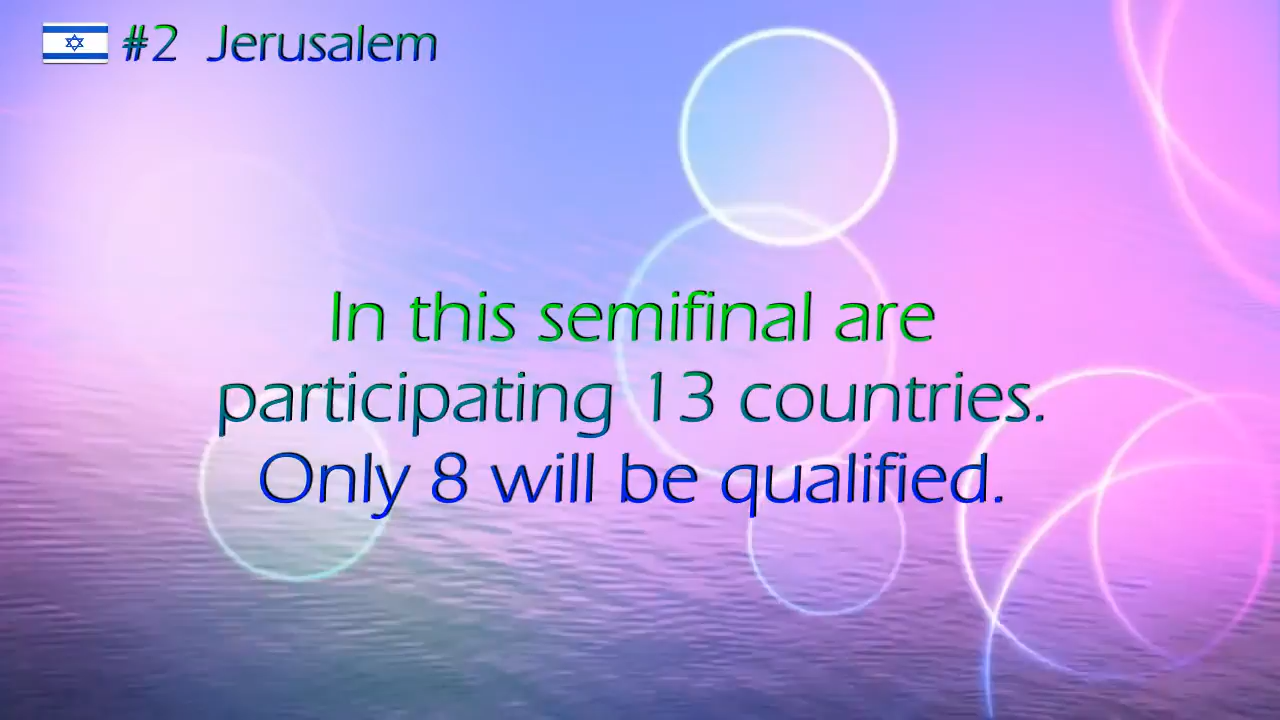 #2 Jerusalem
In this semifinal are
participating 13 countries.
Only 8 will be qualified.